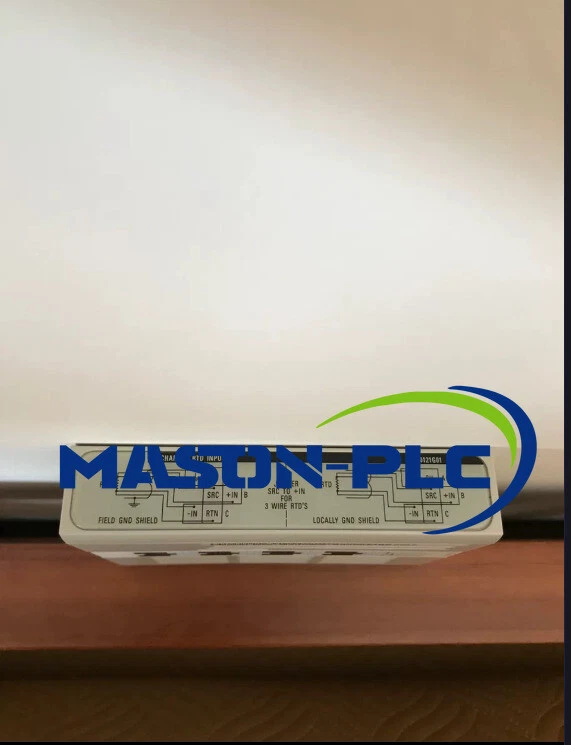 MASON-PLC
RTD INPU
RTD
SRC +IN B
SRC TO +IN
FOR
3 WIRE RTD'S
SRC +IN B
-IN RTN C
-IN RTN C
FIELD GND SHIELD
LOCALLY GND SHIELD